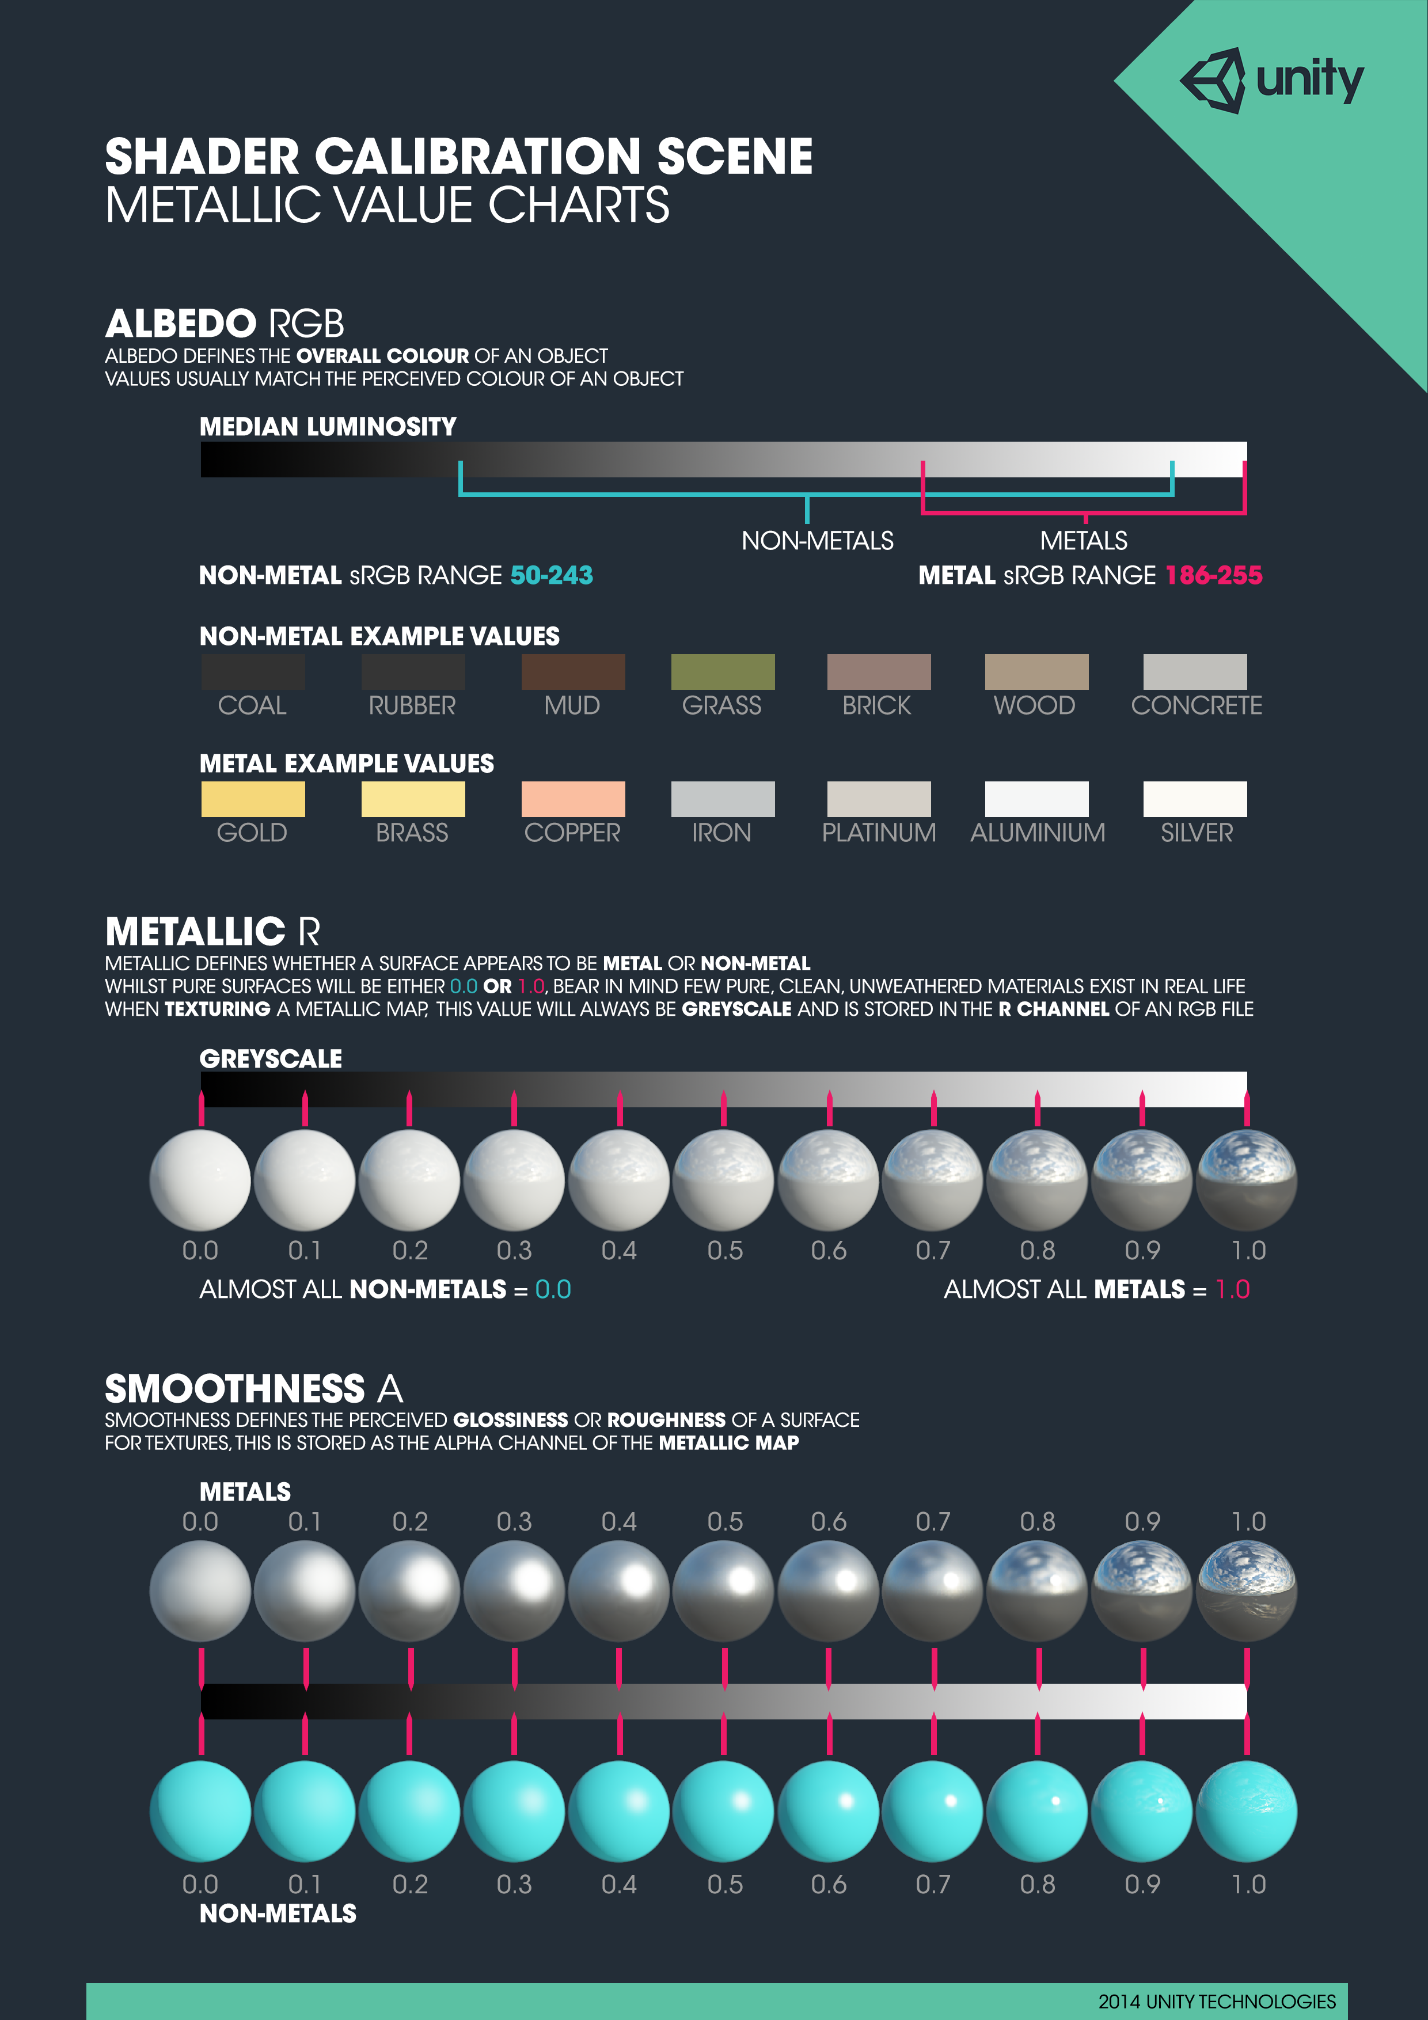 unity
SHADER CALIBRATION SCENE
METALLIC VALUE CHARTS
ALBEDO RGB
ALBEDO DEFINES THE OVERALL COLOUR OF AN OBJECT
VALUES USUALLY MATCH THE PERCEIVED COLOUR OF AN OBJECT
MEDIAN LUMINOSITY
NON-METALS METALS
NON-METAL sRGB RANGE 50-243 METAL sRGB RANGE 186-255
NON-METAL EXAMPLE VALUES
COAL RUBBER MUD GRASS BRICK WOOD CONCRETE
METAL EXAMPLE VALUES
GOLD BRASS COPPER IRON PLATINUM ALUMINIUM SILVER
METALLIC R
METALLIC DEFINES WHETHER A SURFACE APPEARS TO BE METAL OR NON-METAL
WHILST PURE SURFACES WILL BE EITHER 0.0 OR 1.0, BEAR IN MIND FEW PURE, CLEAN, UNWEATHERED MATERIALS EXIST IN REAL LIFE
WHEN TEXTURING A METALLIC MAP, THIS VALUE WILL ALWAYS BE GREYSCALE AND IS STORED IN THE R CHANNEL OF AN RGB FILE
GREYSCALE
0.0 0.1 0.2 0.3 0.4 0.5 0.6 0.7 0.8 0.9 1.0
ALMOST ALL NON-METALS = 0.0 ALMOST ALL METALS = 1.0
SMOOTHNESS A
SMOOTHNESS DEFINES THE PERCEIVED GLOSSINESS OR ROUGHNESS OF A SURFACE
FOR TEXTURES, THIS IS STORED AS THE ALPHA CHANNEL OF THE METALLIC MAP
METALS
0.0 0.1 0.2 0.3 0.4 0.5 0.6 0.7 0.8 0.9 1.0
0.0 0.1 0.2 0.3 0.4 0.5 0.6 0.7 0.8 0.9 1.0
NON-METALS
2014 UNITY TECHNOLOGIES